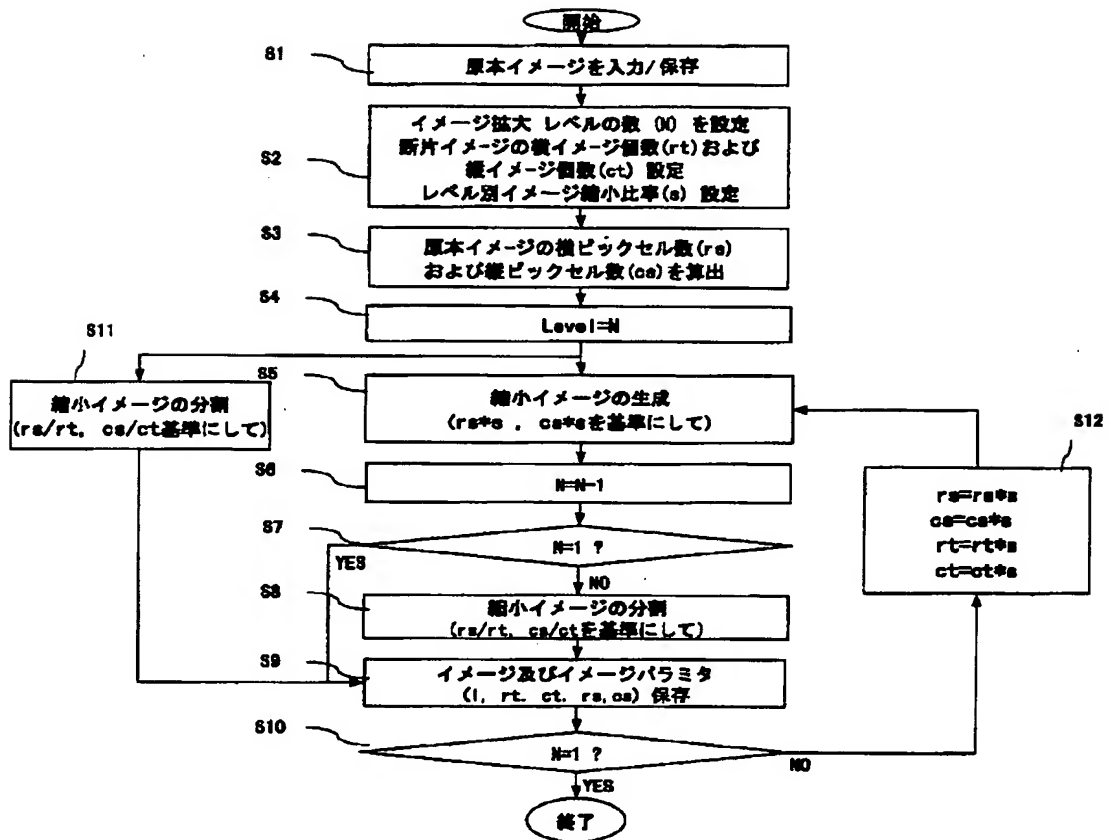 開始
S1
原本イメージを入力/保存
S2
イメージ拡大 レベルの数 (N) を設定
断片イメージの横イメージ個数(rt)および
縦イメージ個数(ct) 設定
レベル別イメージ縮小比率(s) 設定
S3
原本イメージの横ピックセル数(rs)
および縦ピックセル数(cs)を算出
S4
Level=N
S11
縮小イメージの分割
(rs/rt, cs/ct基準にして)
S5
縮小イメージの生成
(rs*s , cs*sを基準にして)
S12
rs=rs*s
cs=cs*s
rt=rt*s
ct=ct*s
S6
N=N-1
S7
N=1 ?
YES
NO
S8
縮小イメージの分割
(rs/rt, cs/ctを基準にして)
S9
イメージ及びイメージパラミタ
(I, rt. ct. rs,cs) 保存
S10
N=1 ?
NO
YES
終了